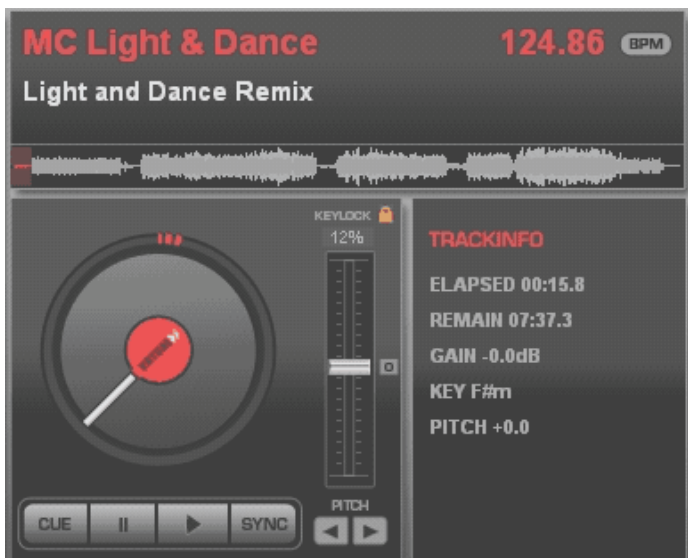 MC Light & Dance
124.86 BPM
Light and Dance Remix
KEYLOCK
12%
TRACKINFO
ELAPSED 00:15.8
REMAIN 07:37.3
GAIN -0.0dB
KEY F#m
PITCH +0.0
0
PITCH
CUE
SYNC